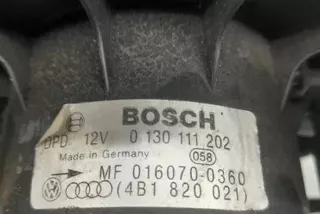 BOSCH
DPD 12V 0 130 111 202
Made in Germany 058
MF 016070-0360
(4B1 820 021)